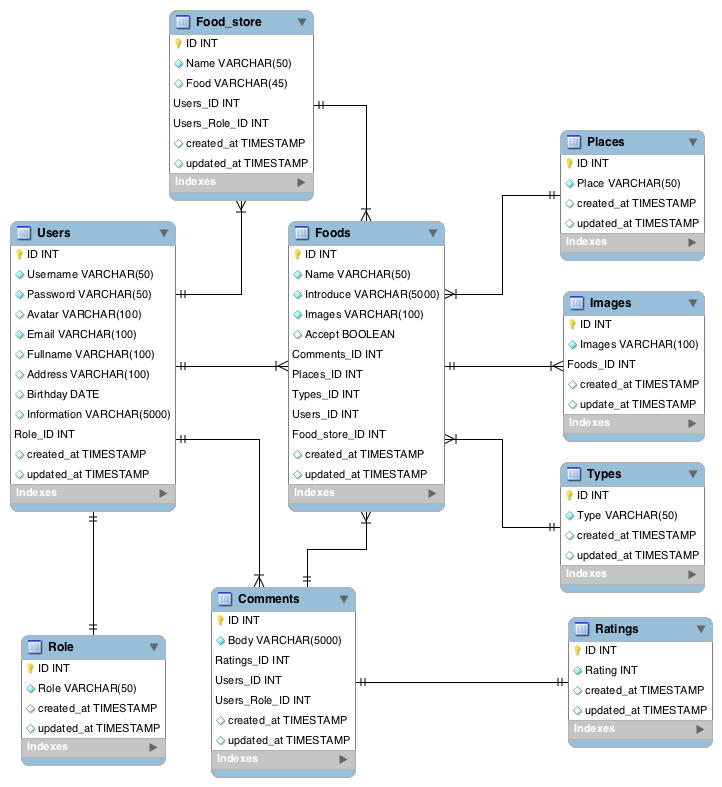 Food_store
ID INT
Name VARCHAR(50)
Food VARCHAR(45)
Users_ID INT
Users_Role_ID INT
created_at TIMESTAMP
updated_at TIMESTAMP
Indexes
Users
ID INT
Username VARCHAR(50)
Password VARCHAR(50)
Avatar VARCHAR(100)
Email VARCHAR(100)
Fullname VARCHAR(100)
Address VARCHAR(100)
Birthday DATE
Information VARCHAR(5000)
Role_ID INT
created_at TIMESTAMP
updated_at TIMESTAMP
Indexes
Foods
ID INT
Name VARCHAR(50)
Introduce VARCHAR(5000)
Images VARCHAR(100)
Accept BOOLEAN
Comments_ID INT
Places_ID INT
Types_ID INT
Users_ID INT
Food_store_ID INT
created_at TIMESTAMP
updated_at TIMESTAMP
Indexes
Places
ID INT
Place VARCHAR(50)
created_at TIMESTAMP
updated_at TIMESTAMP
Indexes
Images
ID INT
Images VARCHAR(100)
Foods_ID INT
created_at TIMESTAMP
update_at TIMESTAMP
Indexes
Types
ID INT
Type VARCHAR(50)
created_at TIMESTAMP
updated_at TIMESTAMP
Indexes
Role
ID INT
Role VARCHAR(50)
created_at TIMESTAMP
updated_at TIMESTAMP
Indexes
Comments
ID INT
Body VARCHAR(5000)
Ratings_ID INT
Users_ID INT
Users_Role_ID INT
created_at TIMESTAMP
updated_at TIMESTAMP
Indexes
Ratings
ID INT
Rating INT
created_at TIMESTAMP
updated_at TIMESTAMP
Indexes